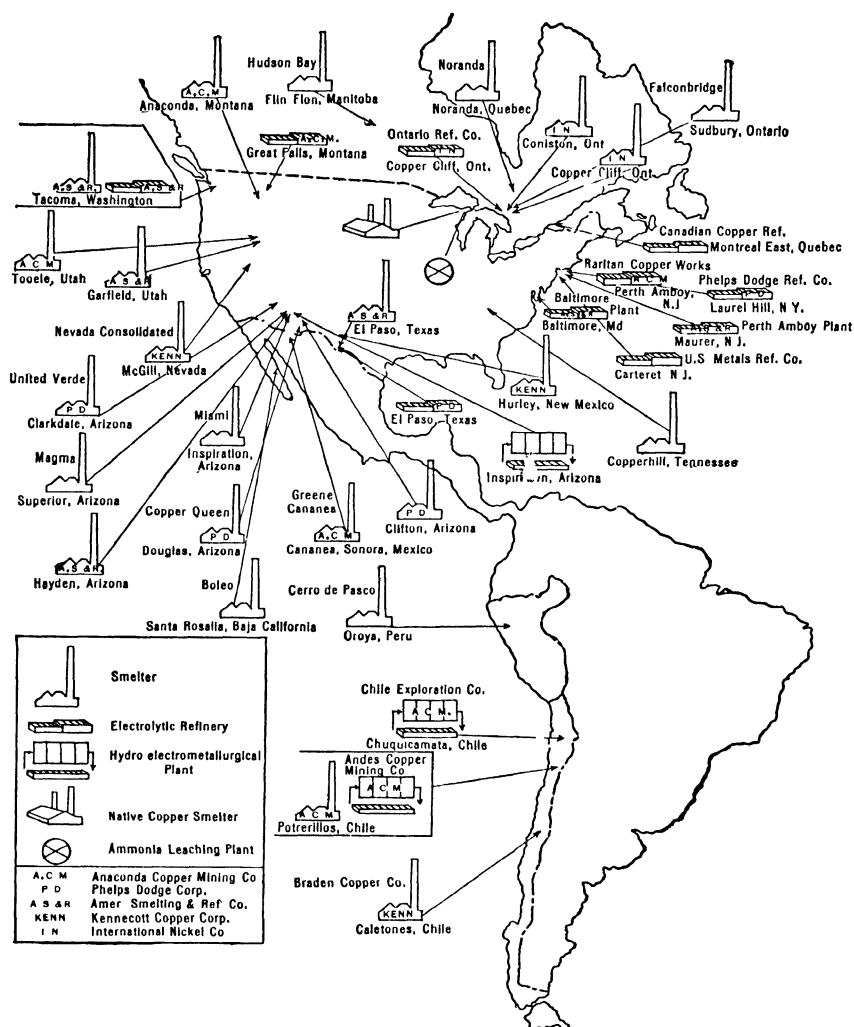 Hudson Bay
Flin Flon, Manitoba
A,C,M
Anaconda, Montana
Noranda
Noranda, Quebec
Falconbridge
Sudbury, Ontario
I N
Coniston, Ont
I N
Copper Cliff, Ont.
Ontario Ref. Co.
I N
Copper Cliff, Ont.
A,C,M.
Great Falls, Montana
A,S &R.
A,S &R
Tacoma, Washington
A C M
Tooele, Utah
A S &R
Garfield, Utah
Canadian Copper Ref.
Montreal East, Quebec
Raritan Copper Works
A C M
Perth Amboy,
N.J
Phelps Dodge Ref. Co.
P D
Laurel Hill, N Y.
Baltimore
Plant
Baltimore, Md
Perth Amboy Plant
Maurer, N J.
U.S Metals Ref. Co.
Carteret N J.
A S &R
El Paso, Texas
Nevada Consolidated
KENN
McGill, Nevada
United Verde
P D
Clarkdale, Arizona
Miami
Inspiration,
Arizona
KENN
Hurley, New Mexico
P D
El Paso, Texas
Arizona
Copperhill, Tennessee
Magma
Superior, Arizona
Copper Queen
P D
Douglas, Arizona
Greene
Cananea
A,C M
Cananea, Sonora, Mexico
P D
Clifton, Arizona
A,S &R.
Hayden, Arizona
Boleo
Santa Rosalia, Baja California
Cerro de Pasco
Oroya, Peru
Smelter
Electrolytic Refinery
Hydro electrometallurgical
Plant
Native Copper Smelter
Ammonia Leaching Plant
A,C M Anaconda Copper Mining Co
P D Phelps Dodge Corp.
A S &R Amer Smelting & Ref Co.
KENN Kennecott Copper Corp.
I N International Nickel Co
Chile Exploration Co.
A C M.
Chuquicamata, Chile
Andes Copper
Mining Co
A C M
A C M
Potrerillos, Chile
Braden Copper Co.
KENN
Caletones, Chile